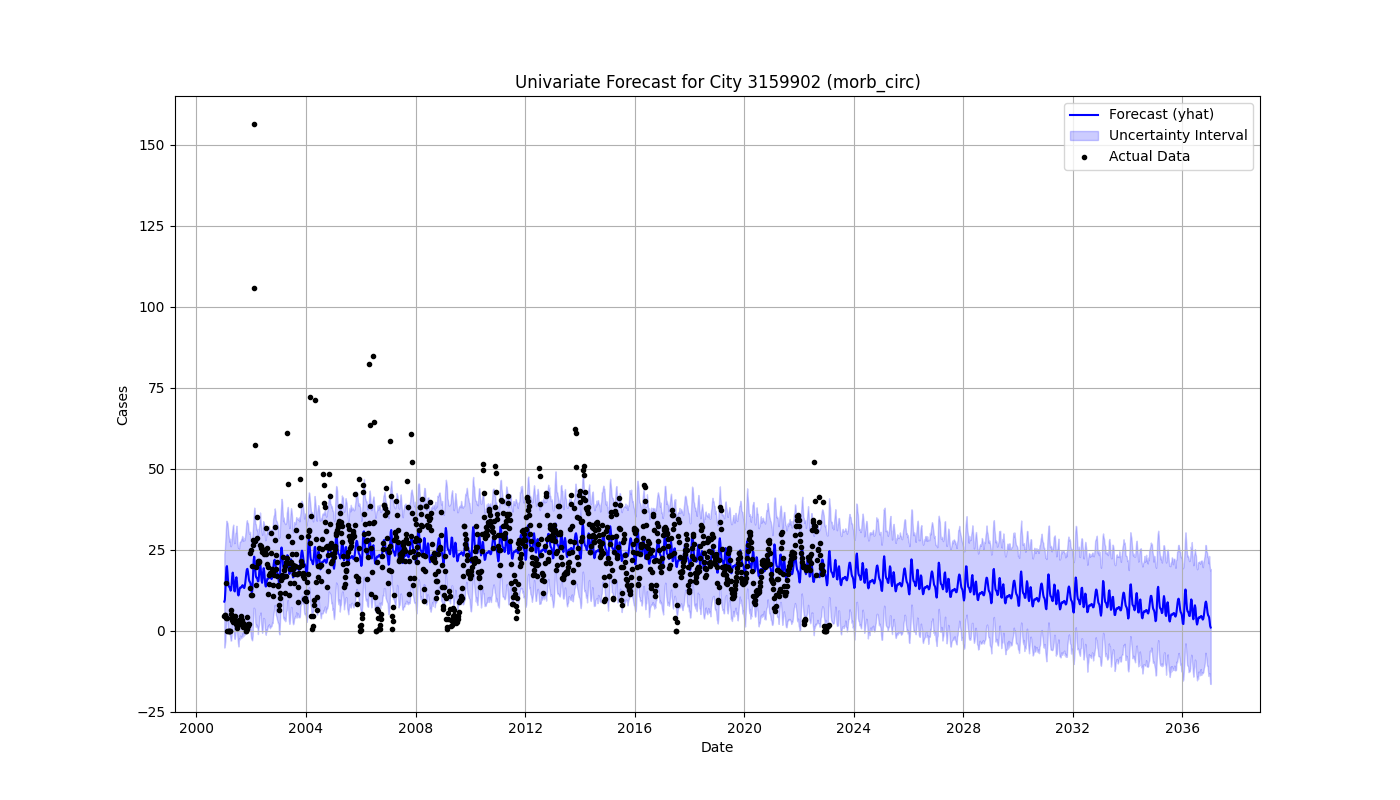 Univariate Forecast for City 3159902 (morb_circ)
Forecast (yhat)
Uncertainty Interval
Actual Data
150
125
100
75
50
25
0
−25
Cases
2000 2004 2008 2012 2016 2020 2024 2028 2032 2036
Date